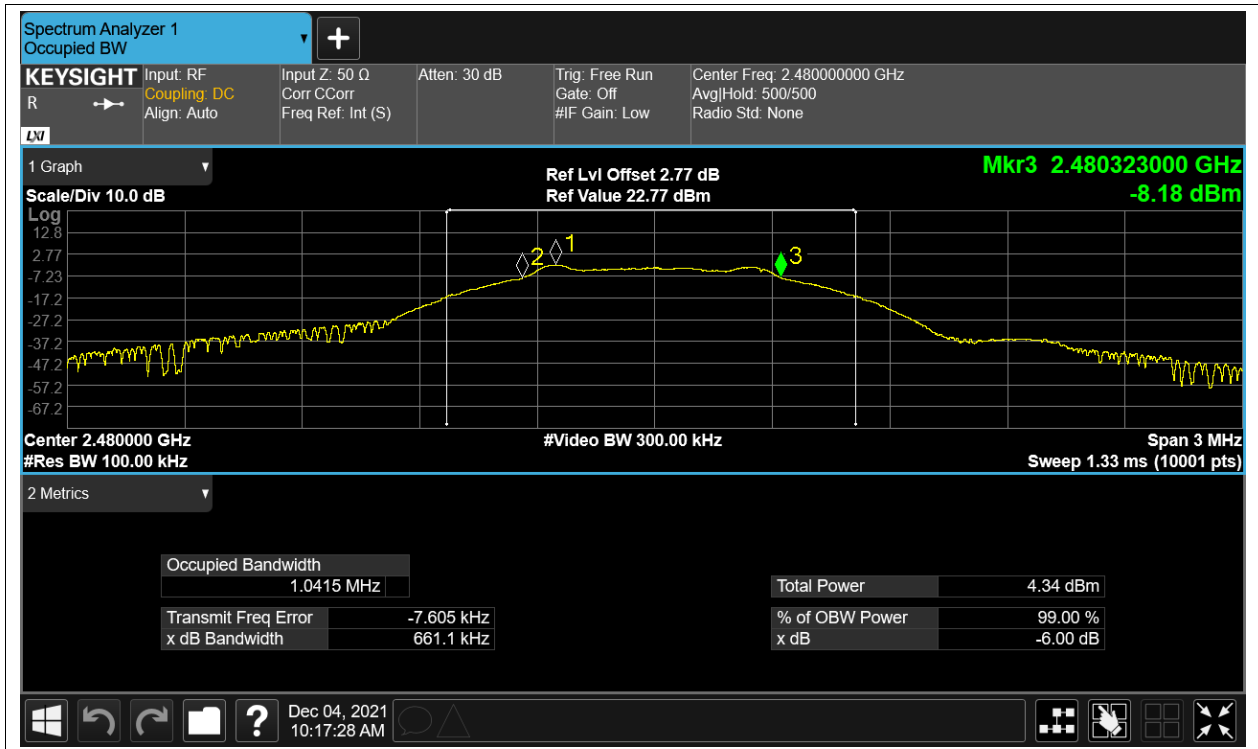 Spectrum Analyzer 1
Occupied BW
KEYSIGHT
R
LXI
Input: RF
Coupling: DC
Align: Auto
Input Z: 50 Ω
Corr CCorr
Freq Ref: Int (S)
Atten: 30 dB
Trig: Free Run
Gate: Off
#IF Gain: Low
Center Freq: 2.480000000 GHz
Avg|Hold: 500/500
Radio Std: None
1 Graph
Scale/Div 10.0 dB
Ref Lvl Offset 2.77 dB
Ref Value 22.77 dBm
Mkr3 2.480323000 GHz
-8.18 dBm
Log
12.8
2.77
-7.23
-17.2
-27.2
-37.2
-47.2
-57.2
-67.2
2
1
3
Center 2.480000 GHz
#Video BW 300.00 kHz
Span 3 MHz
#Res BW 100.00 kHz
Sweep 1.33 ms (10001 pts)
2 Metrics
Occupied Bandwidth
1.0415 MHz
Transmit Freq Error -7.605 kHz
x dB Bandwidth 661.1 kHz
Total Power 4.34 dBm
% of OBW Power 99.00 %
x dB -6.00 dB
?
Dec 04, 2021
10:17:28 AM